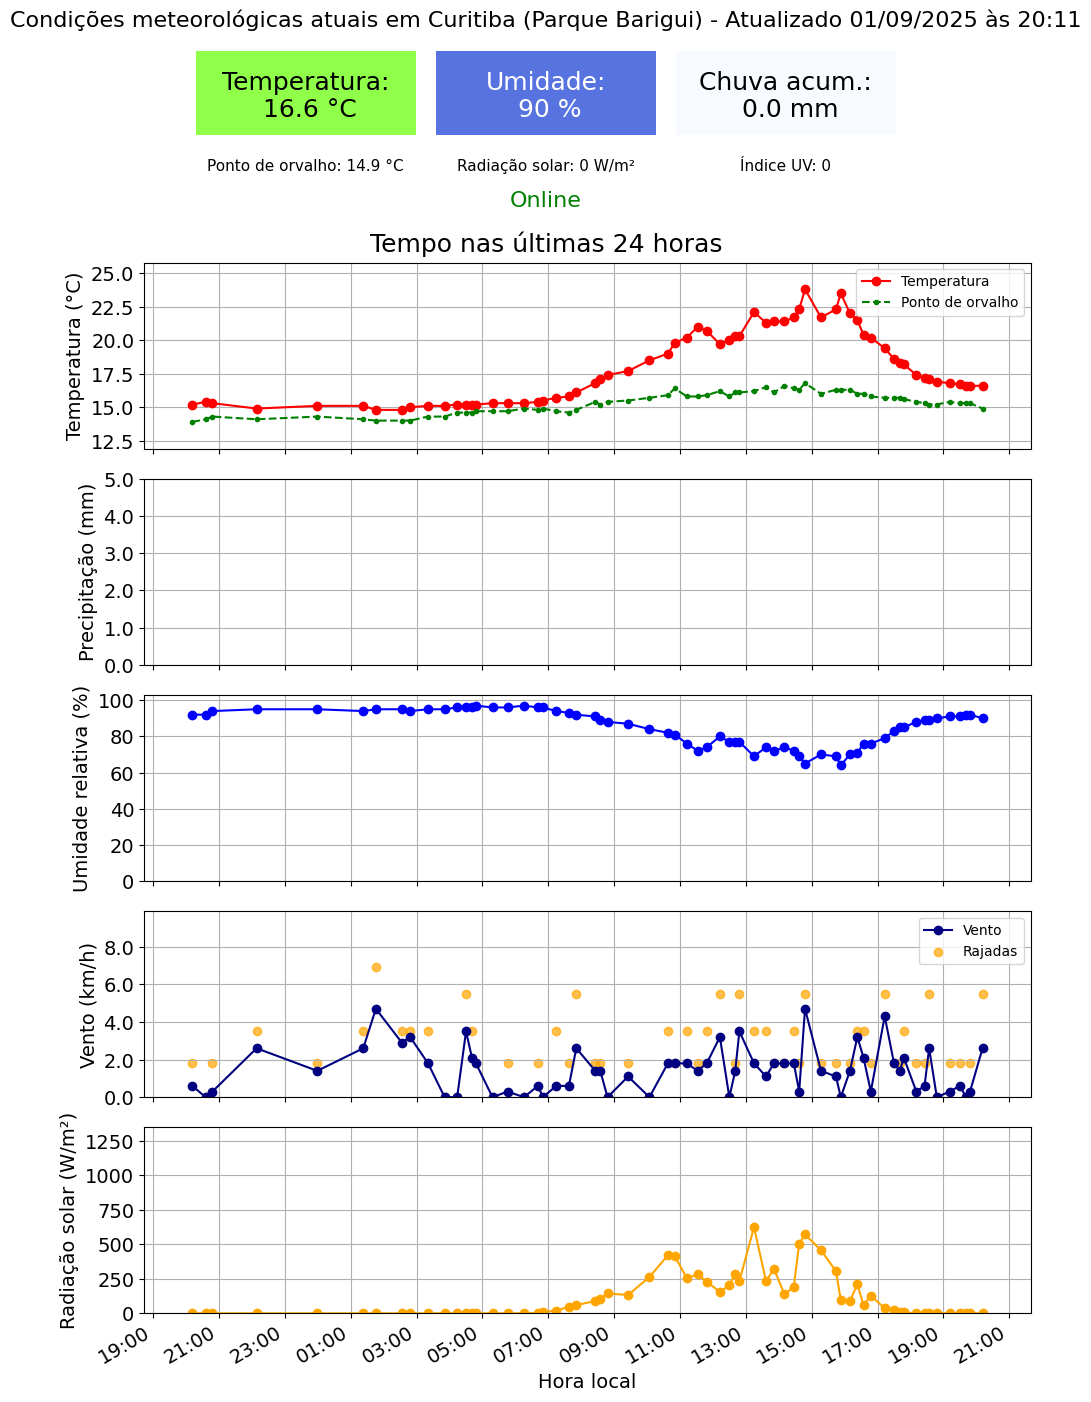 Condições meteorológicas atuais em Curitiba (Parque Barigui) - Atualizado 01/09/2025 às 20:11
Temperatura:
16.6 °C
Umidade:
90 %
Chuva acum.:
0.0 mm
Ponto de orvalho: 14.9 °C
Radiação solar: 0 W/m²
Índice UV: 0
Online
Tempo nas últimas 24 horas
Temperatura (°C)
25.0
22.5
20.0
17.5
15.0
12.5
Temperatura
Ponto de orvalho
Precipitação (mm)
5.0
4.0
3.0
2.0
1.0
0.0
Umidade relativa (%)
100
80
60
40
20
0
Vento (km/h)
8.0
6.0
4.0
2.0
0.0
Vento
Rajadas
Radiação solar (W/m²)
1250
1000
750
500
250
0
19:00
21:00
23:00
01:00
03:00
05:00
07:00
09:00
11:00
13:00
15:00
17:00
19:00
21:00
Hora local